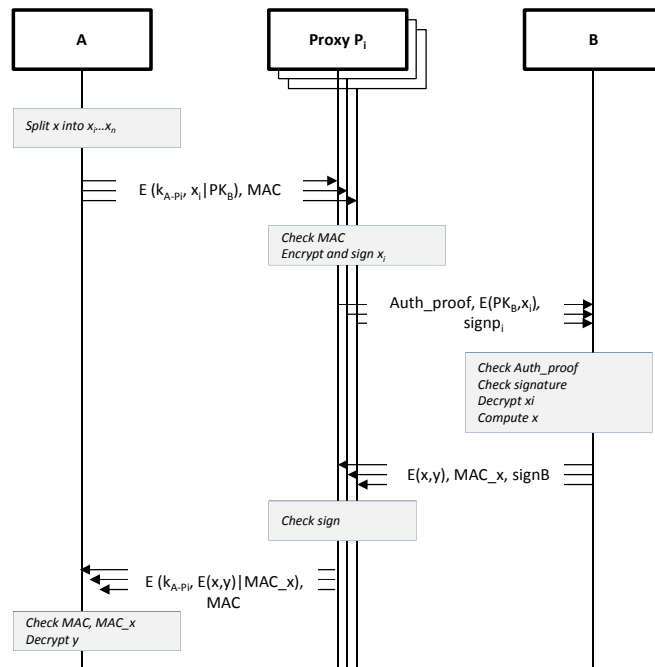 A
Proxy Pi
B
Split x into xi...xn
E (kA-Pi, xi|PKB), MAC
Check MAC
Encrypt and sign xi
Auth_proof, E(PKB,xi),
signpi
Check Auth_proof
Check signature
Decrypt xi
Compute x
E(x,y), MAC_x, signB
Check sign
E (kA-Pi, E(x,y)|MAC_x),
MAC
Check MAC, MAC_x
Decrypt y